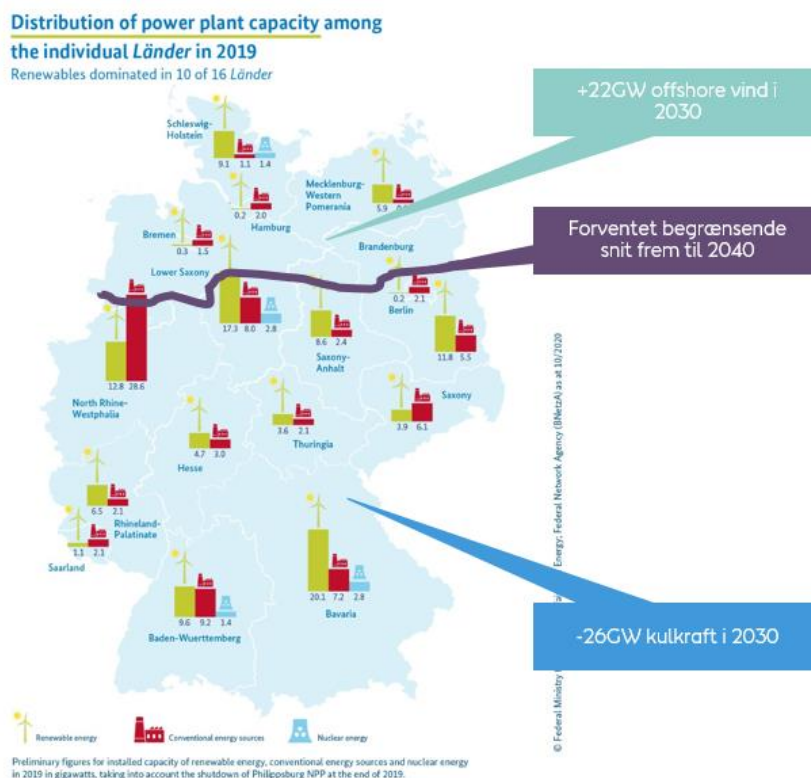 Distribution of power plant capacity among
the individual Länder in 2019
Renewables dominated in 10 of 16 Länder
+22GW offshore vind i
2030
Schleswig-
Holstein
9.1 1.1 1.4
Mecklenburg-
Western
Pomerania
5.9
0.2 2.0
Hamburg
Forventet begrænsende
snit frem til 2040
Bremen
0.3 1.5
Brandenburg
Lower Saxony
0.2 2.1
Berlin
17.3 8.0 2.8
8.6 2.4
Saxony-
Anhalt
11.8 5.5
12.8 28.6
North Rhine-
Westphalia
Saxony
3.9 6.1
3.6 2.1
Thuringia
4.7 3.0
Hesse
6.5 2.1
Rhineland-
Palatinate
1.1 2.1
Saarland
20.1 7.2 2.8
Bavaria
9.6 9.2 1.4
Baden-Wuerttemberg
-26GW kulkraft i 2030
© Federal Ministry Energy; Federal Network Agency (BNetzA) as at 10/2020
Renewable energy Conventional energy sources Nuclear energy
Preliminary figures for installed capacity of renewable energy, conventional energy sources and nuclear energy
in 2019 in gigawatts, taking into account the shutdown of Philippsburg NPP at the end of 2019.